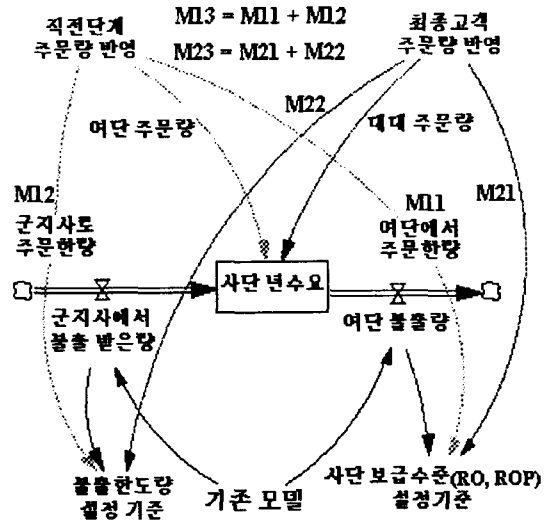 직전단계
주문량 반영
M13 = M11 + M12
M23 = M21 + M22
최종고객
주문량 반영
M22
여단 주문량
대대 주문량
M12
군지사로
주문한량
M11
여단에서
주문한량
M21
사단 년수요
군지사에서
불출 받은량
여단 불출량
불출한도량
설정 기준
기존 모델
사단 보급수준(RO, ROP)
설정기준